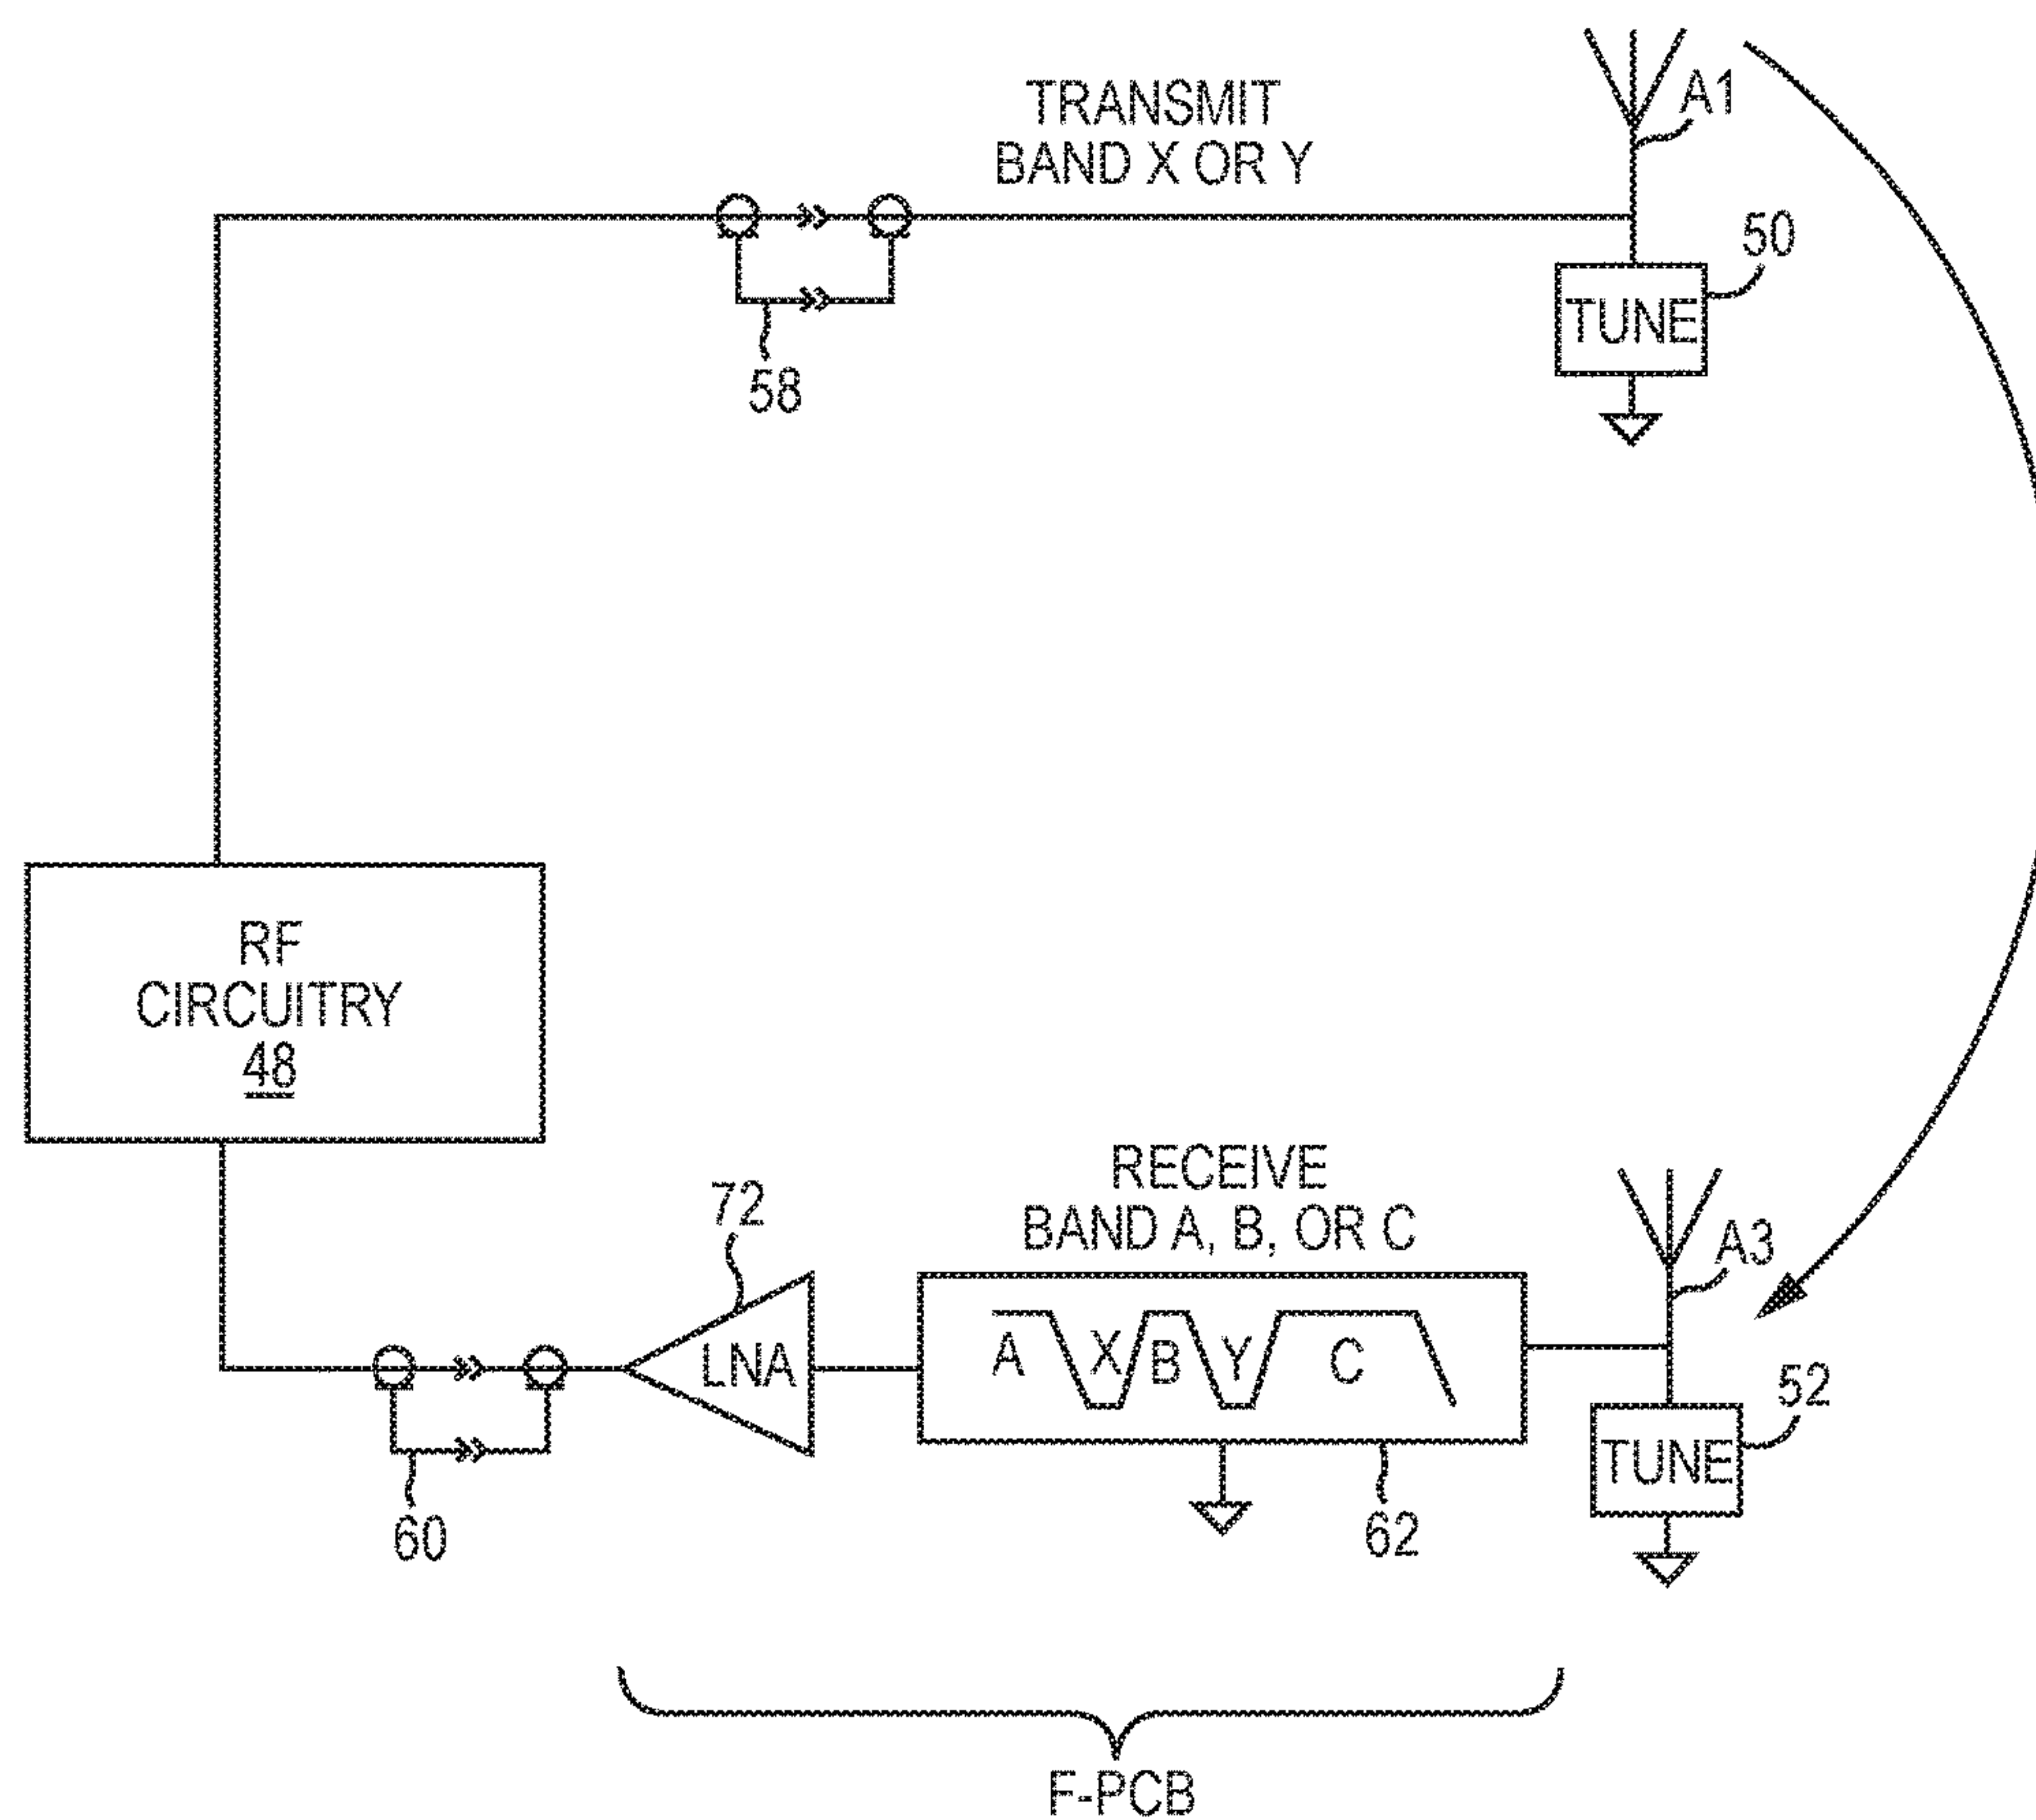 TRANSMIT
BAND X OR Y
A1
50
TUNE
58
RF
CIRCUITRY
48
RECEIVE
BAND A, B, OR C
72
A3
LNA
A X B Y C
52
TUNE
60
62
F-PCB